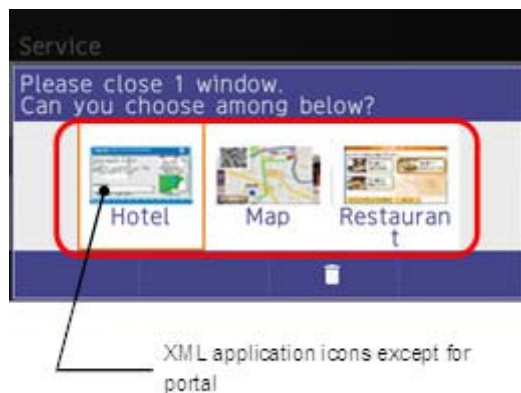 Service
Please close 1 window.
Can you choose among below?
Hotel
Map
Restauran
t
XML application icons except for
portal